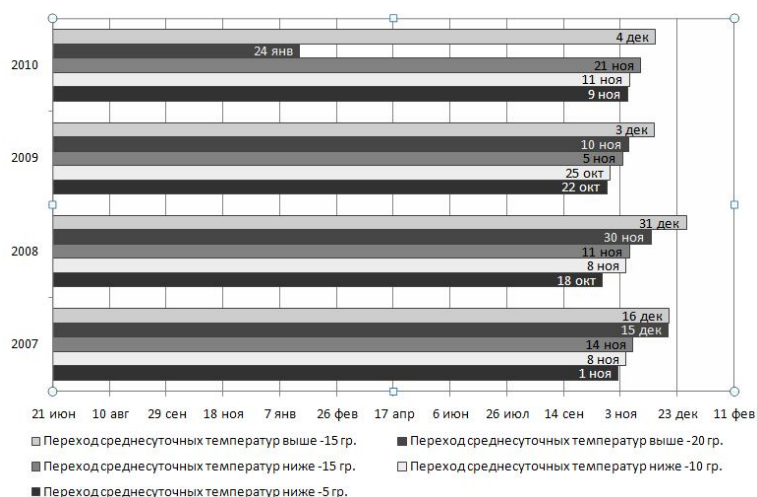 4 дек
24 янв
2010
21 ноя
11 ноя
9 ноя
3 дек
10 ноя
2009
5 ноя
25 окт
22 окт
31 дек
30 ноя
2008
11 ноя
8 ноя
18 окт
16 дек
15 дек
2007
14 ноя
8 ноя
1 ноя
21 июн 10 авг 29 сен 18 ноя 7 янв 26 фев 17 апр 6 июн 26 июл 14 сен 3 ноя 23 дек 11 фев
Переход среднесуточных температур выше -15 гр. Переход среднесуточных температур выше -20 гр.
Переход среднесуточных температур ниже -15 гр. Переход среднесуточных температур ниже -10 гр.
Переход среднесуточных температур ниже -5 гр.